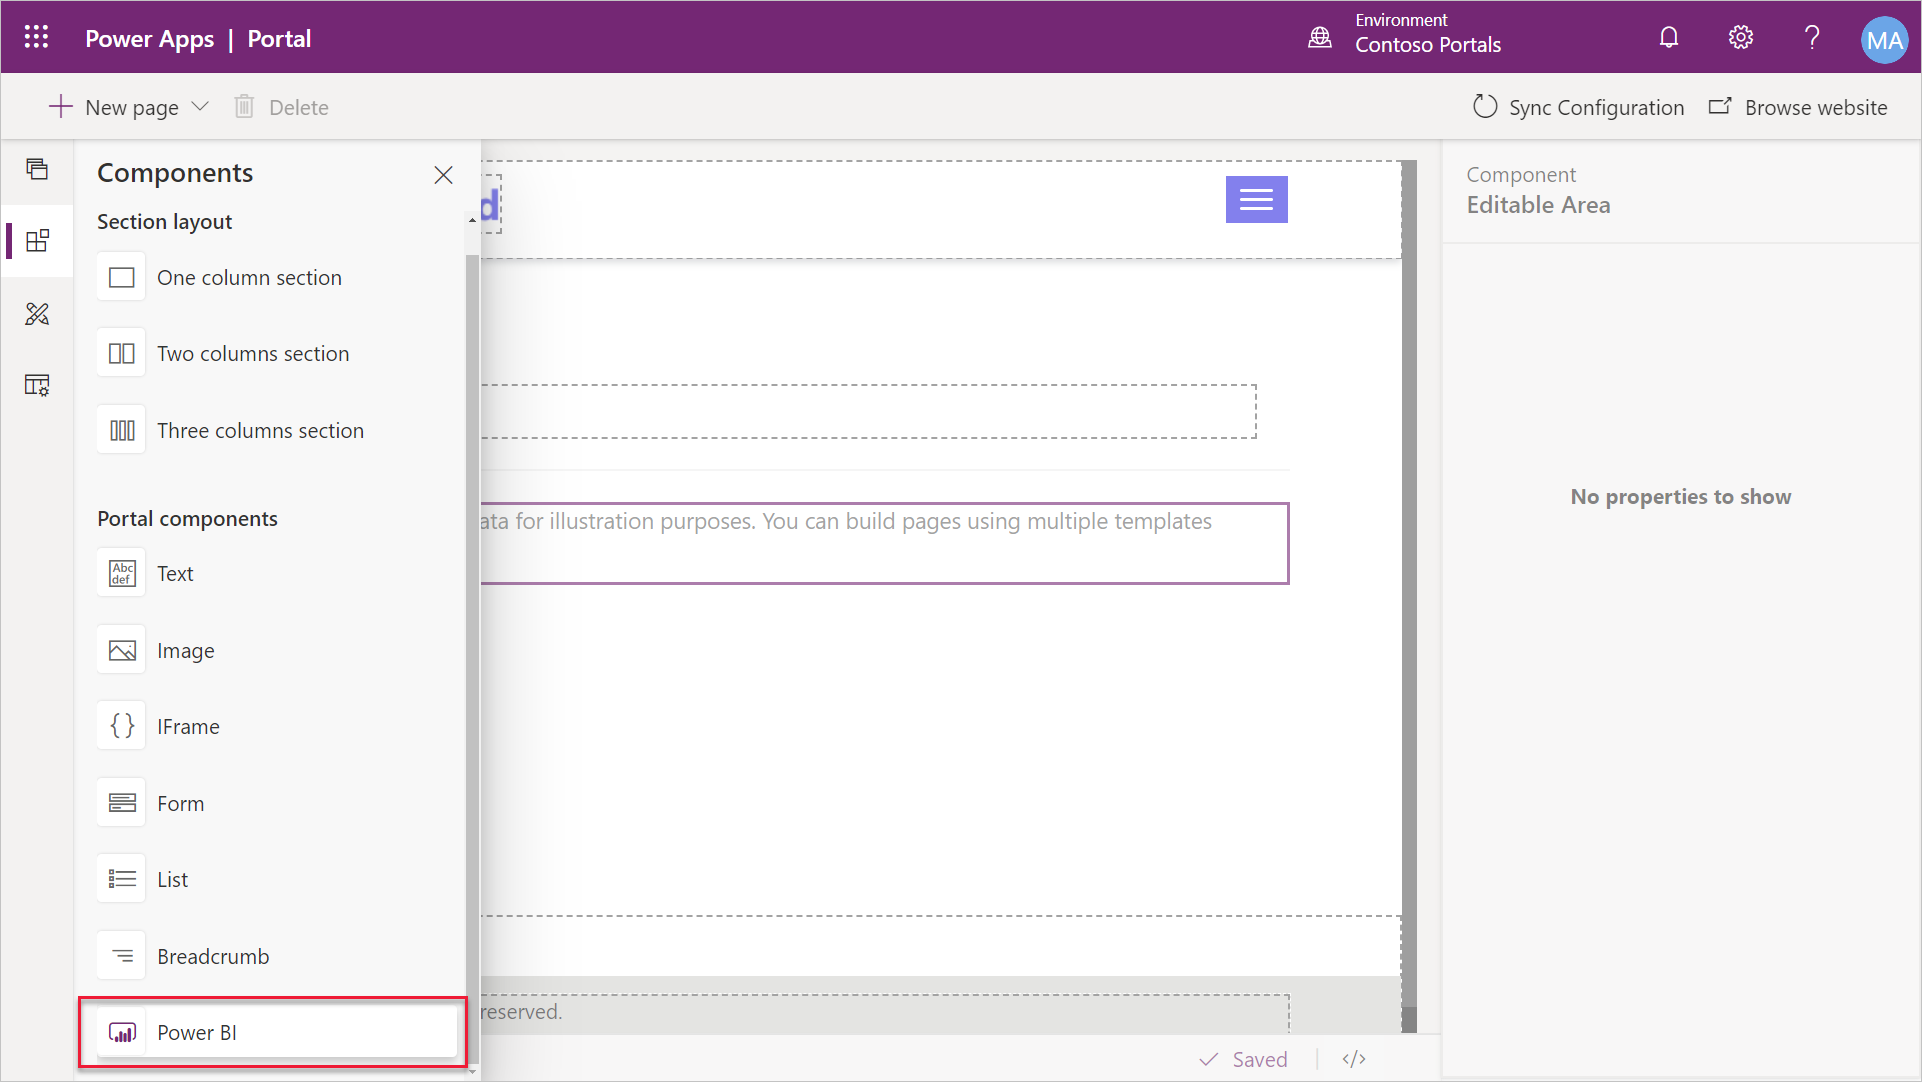 Power Apps | Portal
Environment
Contoso Portals
MA
New page
Delete
Sync Configuration
Browse website
Components
Section layout
One column section
Two columns section
Three columns section
Portal components
Abc
def
Text
Image
IFrame
Form
List
Breadcrumb
Power BI
d
ata for illustration purposes. You can build pages using multiple templates
reserved.
Saved
</>
Component
Editable Area
No properties to show